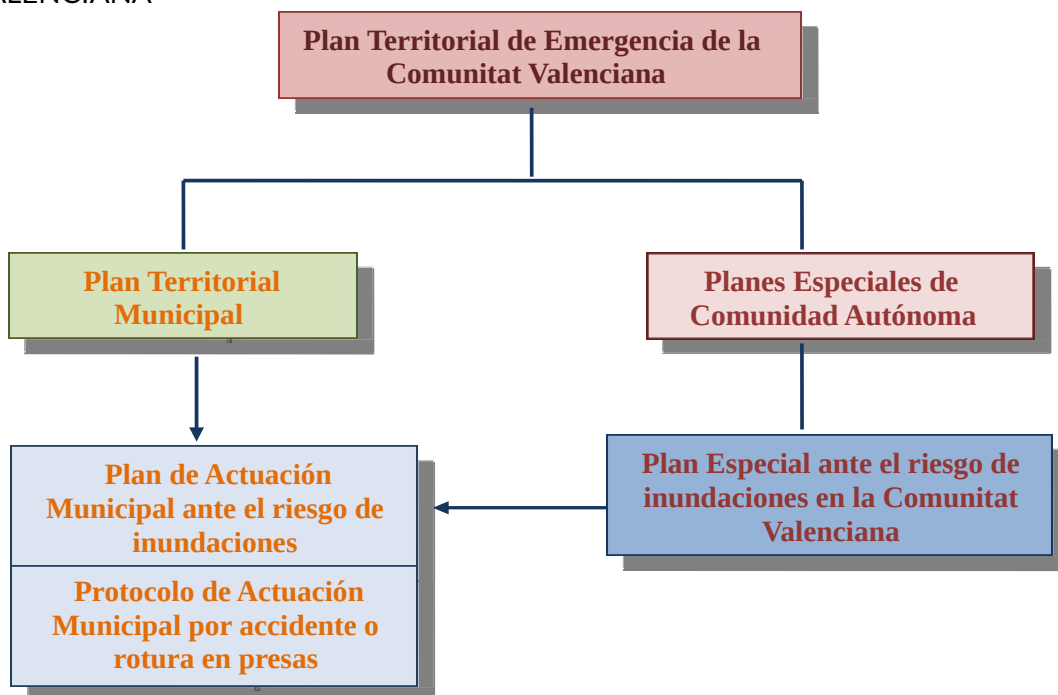 Plan Territorial de Emergencia de la
Comunitat Valenciana
Plan Territorial
Municipal
Planes Especiales de
Comunidad Autónoma
Plan de Actuación
Municipal ante el riesgo de
inundaciones
Plan Especial ante el riesgo de
inundaciones en la Comunitat
Valenciana
Protocolo de Actuación
Municipal por accidente o
rotura en presas